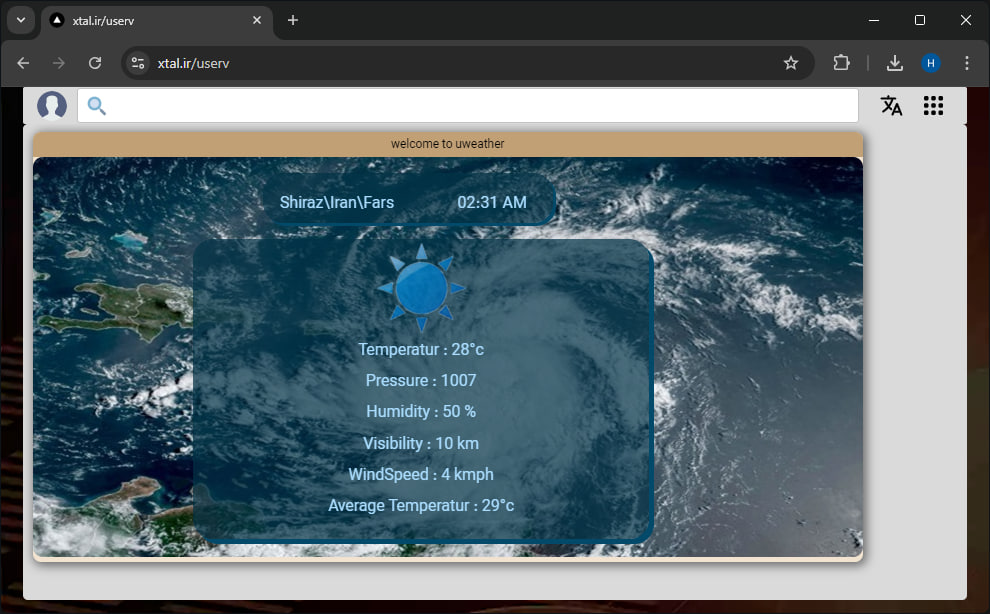 xtal.ir/userv
xtal.ir/userv
H
welcome to uweather
Shiraz\Iran\Fars 02:31 AM
Temperatur : 28°c
Pressure : 1007
Humidity : 50 %
Visibility : 10 km
WindSpeed : 4 kmph
Average Temperatur : 29°c